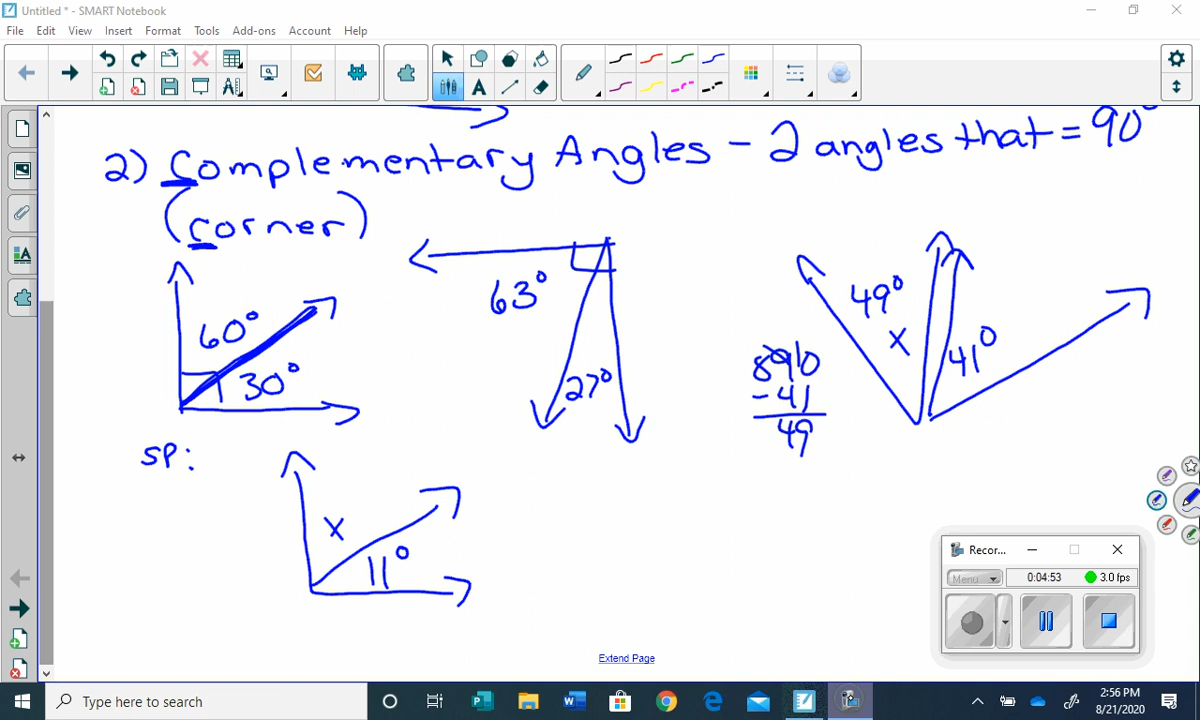 Untitled * - SMART Notebook
File Edit View Insert Format Tools Add-ons Account Help
2) Complementary Angles - 2 angles that = 90°
(corner)
60°
30°
63°
27°
49°
x
41°
8910
-41
49
SP:
x
11°
Recor...
Menu
0:04:53
3.0 fps
Extend Page
Type here to search
2:56 PM
8/21/2020